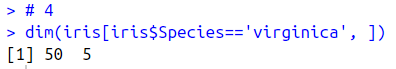 > # 4
> dim(iris[iris$Species=='virginica', ])
[1] 50  5